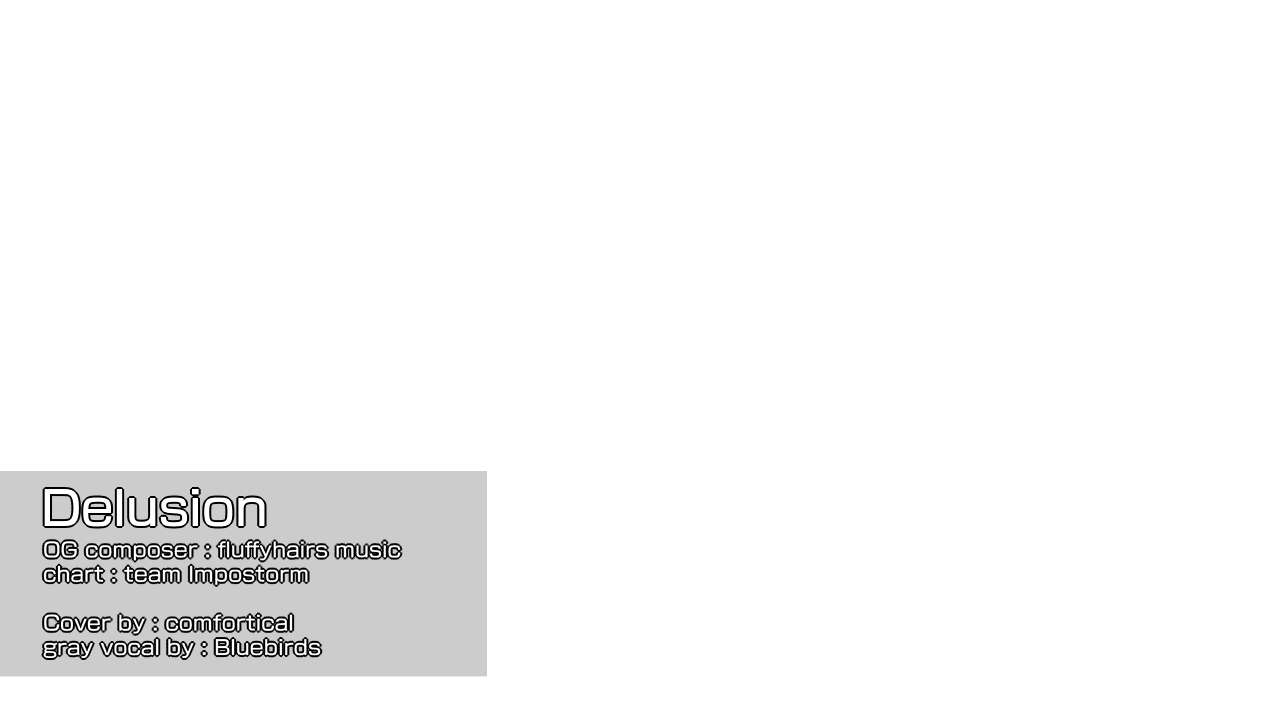 Delusion
OG composer : fluffyhairs music
chart : team Impostorm
Cover by : comfortical
gray vocal by : Bluebirds